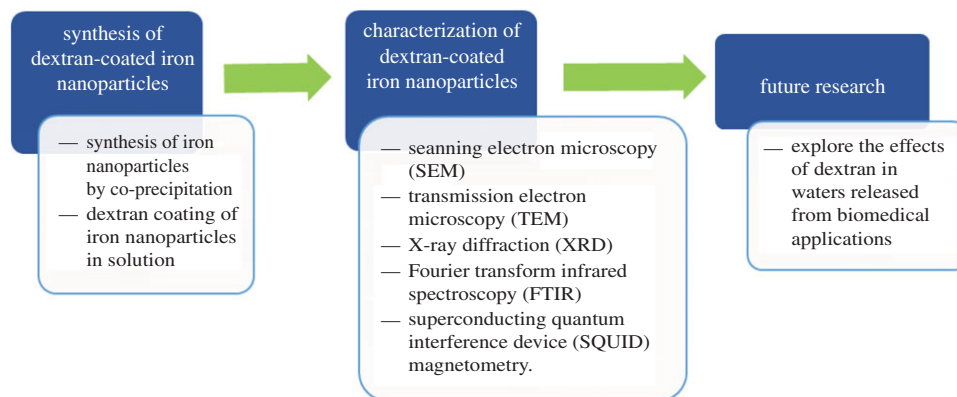 synthesis of
dextran-coated iron
nanoparticles
— synthesis of iron
nanoparticles
by co-precipitation
— dextran coating of
iron nanoparticles
in solution
characterization of
dextran-coated
iron nanoparticles
— seanning electron microscopy
(SEM)
— transmission electron
microscopy (TEM)
— X-ray diffraction (XRD)
— Fourier transform infrared
spectroscopy (FTIR)
— superconducting quantum
interference device (SQUID)
magnetometry.
future research
— explore the effects
of dextran in
waters released
from biomedical
applications